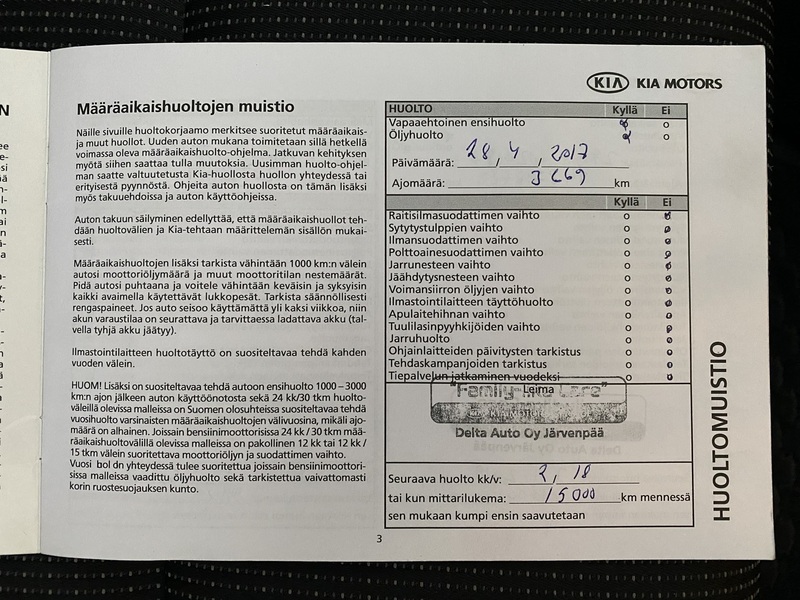 KIA KIA MOTORS
Määräaikaishuoltojen muistio
Näille sivuille huoltokorjaamo merkitsee suoritetut määräaikais-
ja muut huollot. Uuden auton mukana toimitetaan sillä hetkellä
voimassa oleva määräaikaishuolto-ohjelma. Jatkuvan kehityksen
myötä siihen saattaa tulla muutoksia. Uusimman huolto-ohjel-
man saatte valtuutetusta Kia-huollosta huollon yhteydessä tai
erityisestä pyynnöstä. Ohjeita auton huollosta on tämän lisäksi
myös takuuehdoissa ja auton käyttöohjeissa.
Auton takuun säilyminen edellyttää, että määräaikaishuollot teh-
dään huoltovälien ja Kia-tehtaan määrittelemän sisällön mukai-
sesti.
Määräaikaishuoltojen lisäksi tarkista vähintään 1000 km:n välein
autosi moottoriöljymäärä ja muut moottoritilan nestemäärät.
Pidä autosi puhtaana ja voitele vähintään keväisin ja syksyisin
kaikki avaimella käytettävät lukkopesät. Tarkista säännöllisesti
rengaspaineet. Jos auto seisoo käyttämättä yli kaksi viikkoa, niin
akun varaustilaa on seurattava ja tarvittaessa ladattava akku (tal-
vella tyhjä akku jäätyy).
Ilmastointilaitteen huoltotäyttö on suositeltavaa tehdä kahden
vuoden välein.
HUOM! Lisäksi on suositeltavaa tehdä autoon ensihuolto 1000 – 3000
km:n ajon jälkeen auton käyttöönotosta sekä 24 kk/30 tkm huolto-
väleillä olevissa malleissa on Suomen olosuhteissa suositeltavaa tehdä
vuosihuolto varsinaisten määräaikaishuoltojen välivuosina, mikäli ajo-
määrä on alhainen. Joissain bensiinimoottorisissa 24 kk / 30 tkm mää-
räaikaishuoltovälillä olevissa malleissa on pakollinen 12 kk tai 12 kk /
15 tkm välein suoritettava moottoriöljyn ja suodattimen vaihto.
Vuosihuollon yhteydessä tulee suorittaa joissain bensiinimoottori-
sissa malleissa vaadittu öljyhuolto sekä tarkistettava vaivattomasti
korin ruostesuojauksen kunto.
HUOLTO Kyllä Ei
Vapaaehtoinen ensihuolto o
Öljyhuolto o
Päivämäärä: 28, 4, 2017
Ajomäärä: 3269 km
Kyllä Ei
Raitisilmasuodattimen vaihto o o
Sytytystulppien vaihto o o
Ilmansuodattimen vaihto o o
Polttoainesuodattimen vaihto o o
Jarrunesteen vaihto o o
Jäähdytysnesteen vaihto o o
Voimansiirron öljyjen vaihto o o
Ilmastointilaitteen täyttöhuolto o o
Apulaitehihnan vaihto o o
Tuulilasinpyyhkijöiden vaihto o o
Jarruhuolto o o
Ohjainlaitteiden päivitysten tarkistus o o
Tehdaskampanjoiden tarkistus o o
Tiepalvelun jatkaminen vuodeksi o o
Leima
"Family-like Care"
KIA MOTORS
Delta Auto Oy Järvenpää
Seuraava huolto kk/v: 2, 18
tai kun mittarilukema: 15000 km mennessä
sen mukaan kumpi ensin saavutetaan
HUOLTOMUISTIO
3